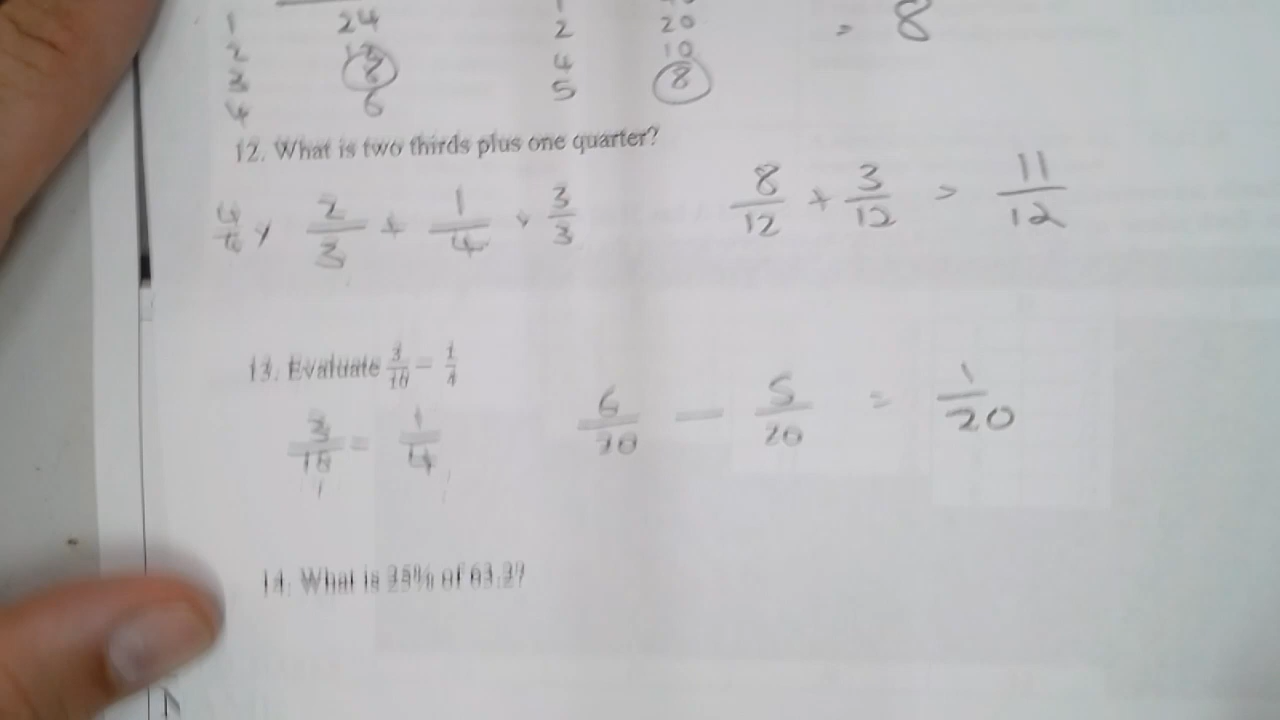 1 24 1
2 12 2 20 = 8
3 8 4 10
4 6 5 8
12. What is two thirds plus one quarter?
4/4 × 2/3 + 1/4 × 3/3 8/12 + 3/12 = 11/12
13. Evaluate 3/10 − 1/4
3/10 − 1/4 6/20 − 5/20 = 1/20
14. What is of 63.2?